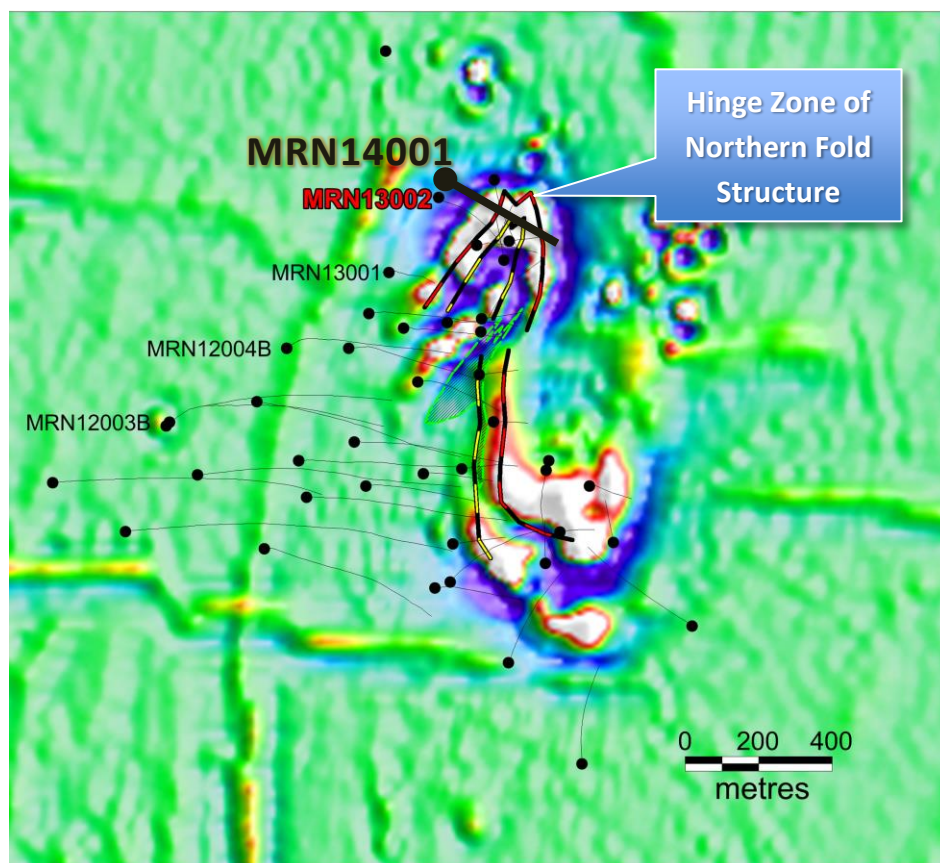 Hinge Zone of
Northern Fold
Structure
MRN14001
MRN13002
MRN13001
MRN12004B
MRN12003B
0 200 400
metres